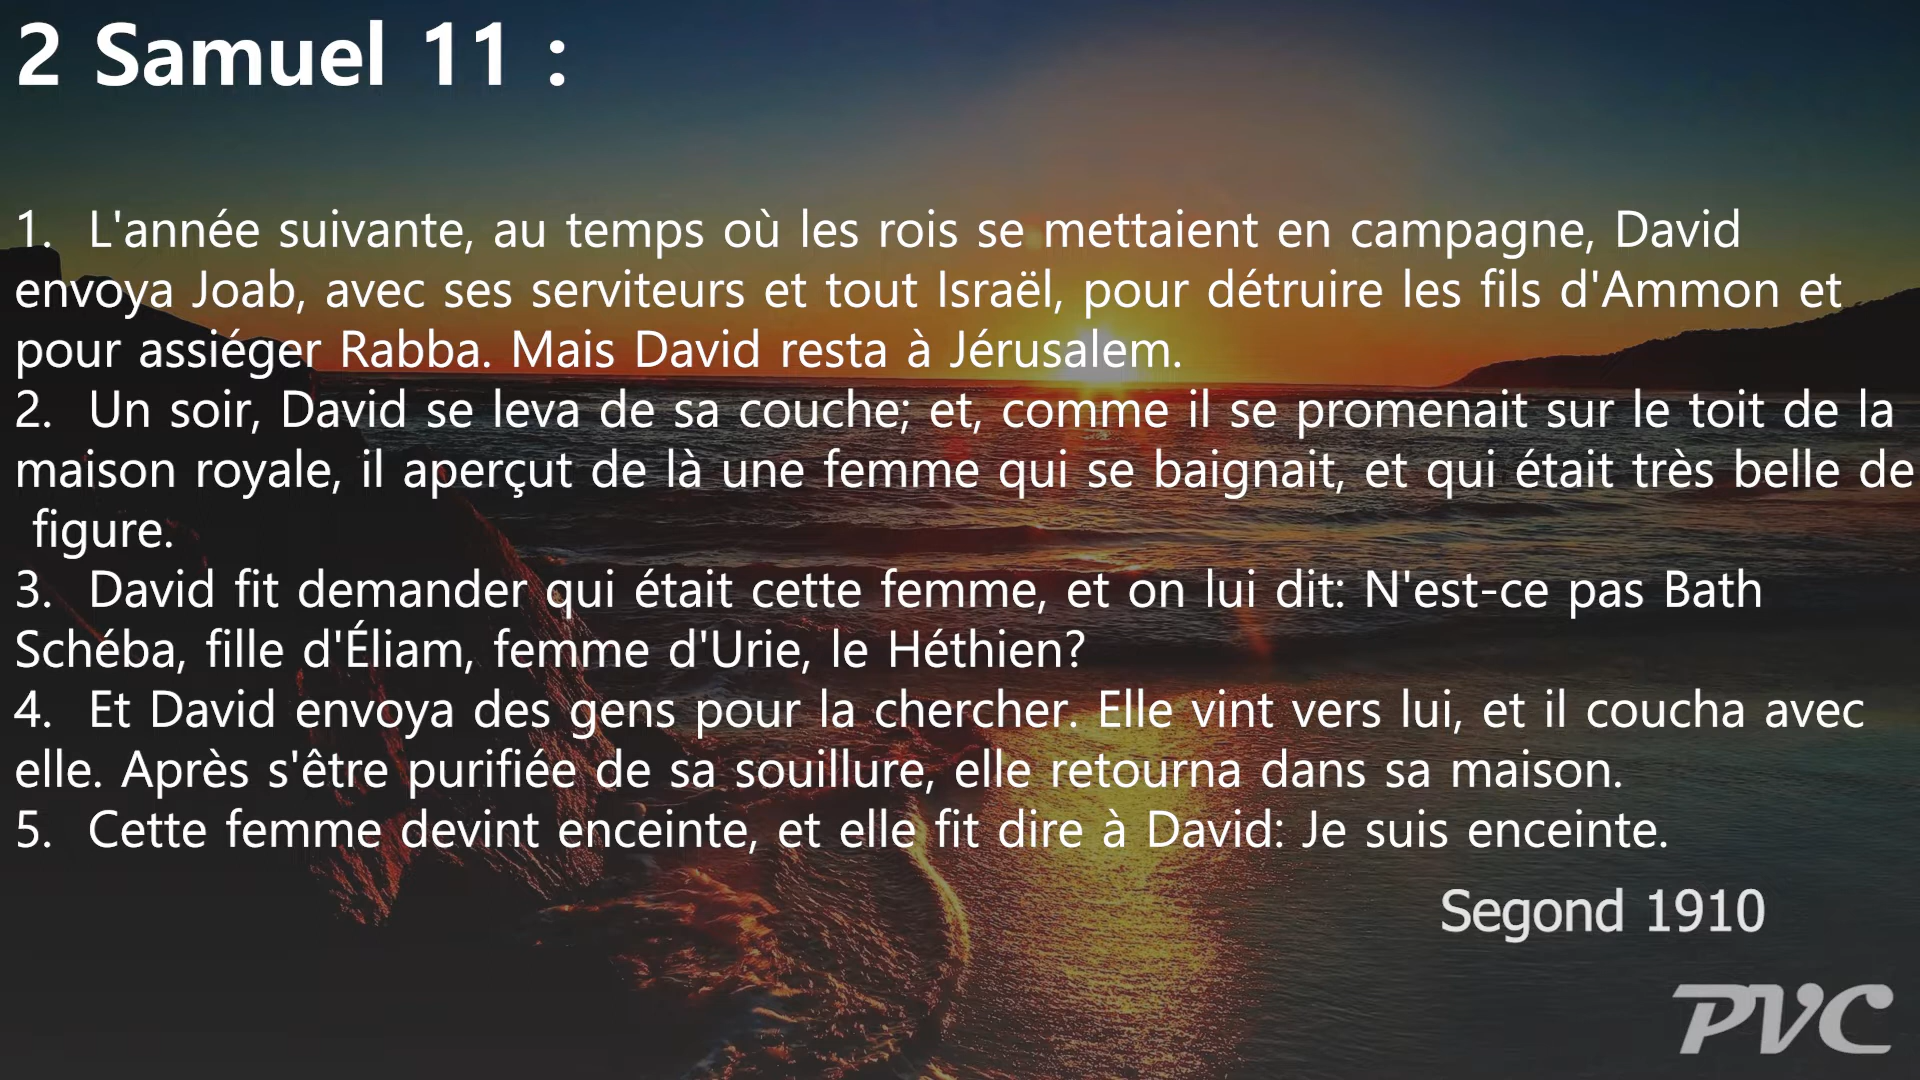 2 Samuel 11 :
1. L'année suivante, au temps où les rois se mettaient en campagne, David
envoya Joab, avec ses serviteurs et tout Israël, pour détruire les fils d'Ammon et
pour assiéger Rabba. Mais David resta à Jérusalem.
2. Un soir, David se leva de sa couche; et, comme il se promenait sur le toit de la
maison royale, il aperçut de là une femme qui se baignait, et qui était très belle de
figure.
3. David fit demander qui était cette femme, et on lui dit: N'est-ce pas Bath
Schéba, fille d'Éliam, femme d'Urie, le Héthien?
4. Et David envoya des gens pour la chercher. Elle vint vers lui, et il coucha avec
elle. Après s'être purifiée de sa souillure, elle retourna dans sa maison.
5. Cette femme devint enceinte, et elle fit dire à David: Je suis enceinte.
Segond 1910
PVC